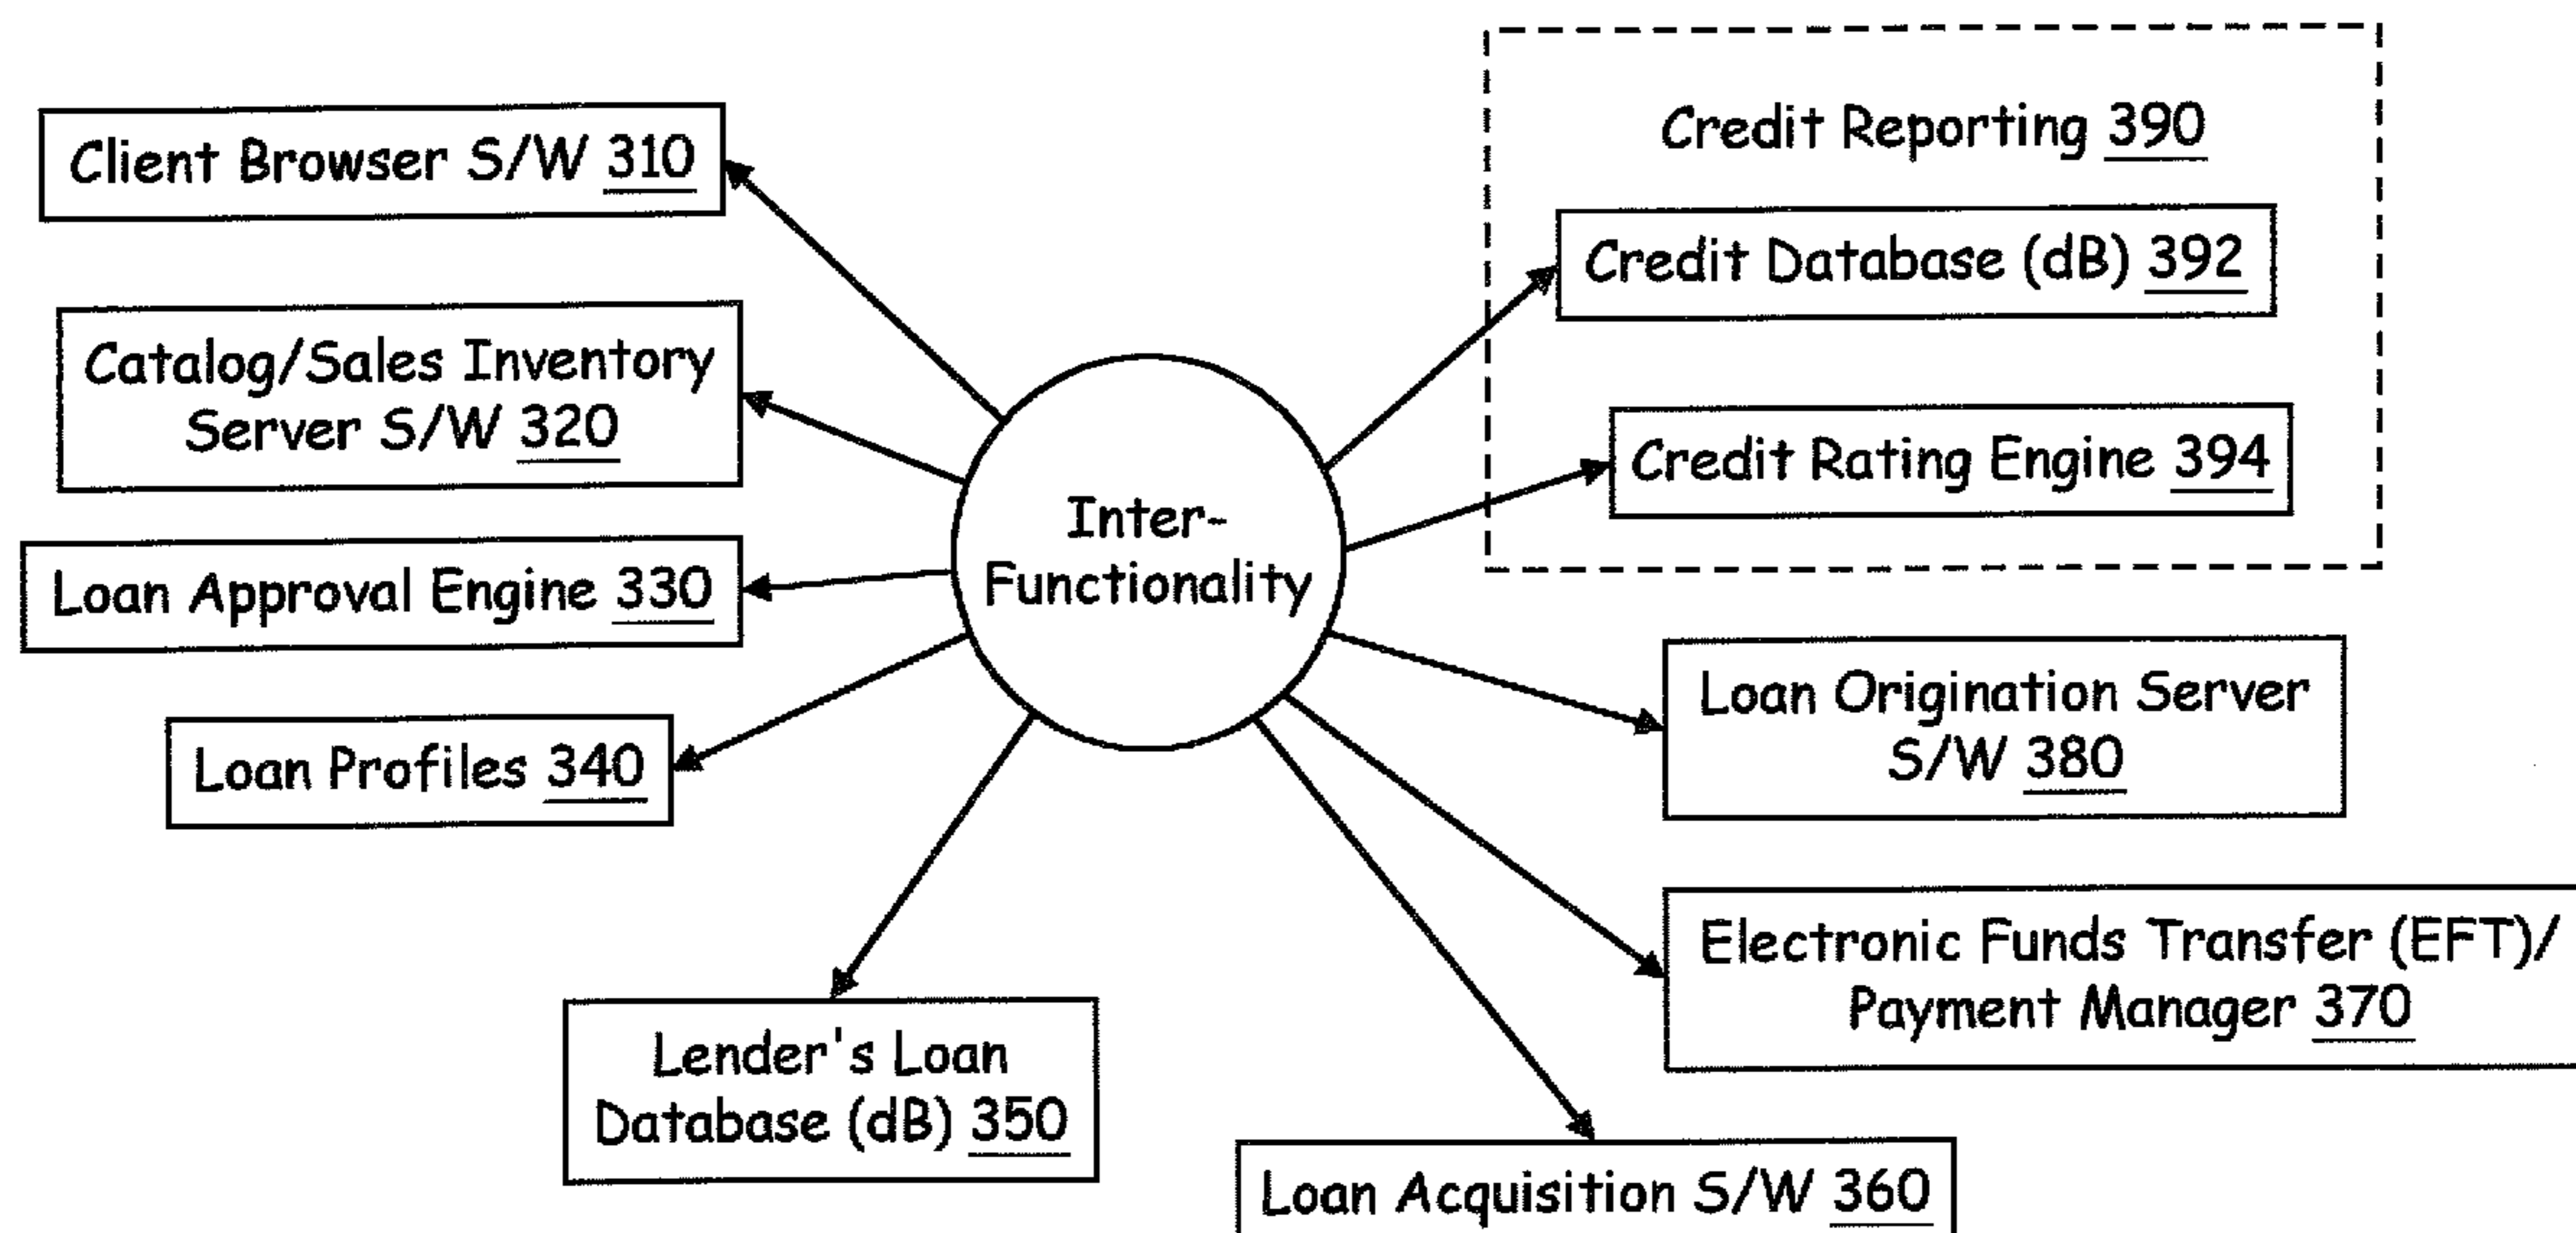 Client Browser S/W 310
Catalog/Sales Inventory
Server S/W 320
Loan Approval Engine 330
Loan Profiles 340
Lender's Loan
Database (dB) 350
Inter-
Functionality
Credit Reporting 390
Credit Database (dB) 392
Credit Rating Engine 394
Loan Origination Server
S/W 380
Electronic Funds Transfer (EFT)/
Payment Manager 370
Loan Acquisition S/W 360